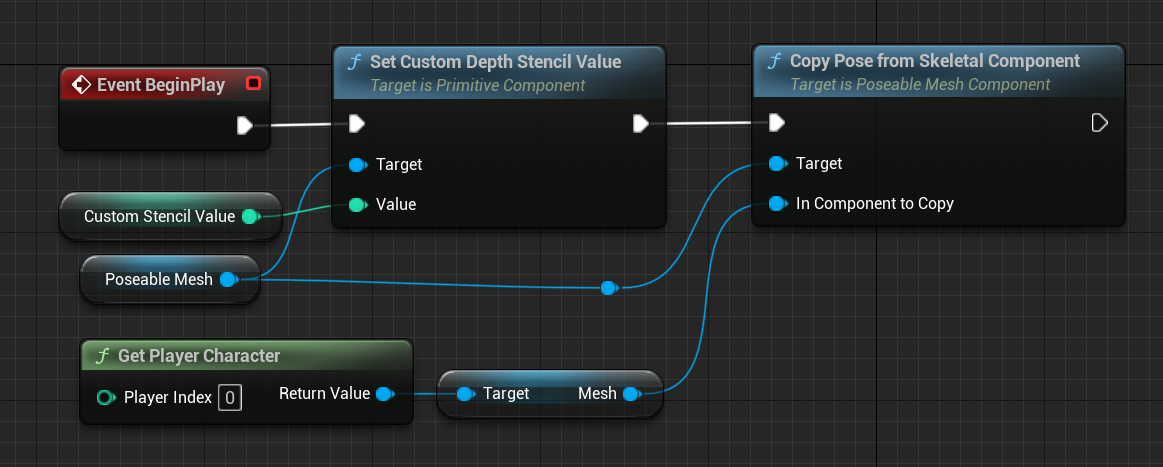 Event BeginPlay
f Set Custom Depth Stencil Value
Target is Primitive Component
Target
Value
f Copy Pose from Skeletal Component
Target is Poseable Mesh Component
Target
In Component to Copy
Custom Stencil Value
Poseable Mesh
f Get Player Character
Player Index 0
Return Value
Target Mesh